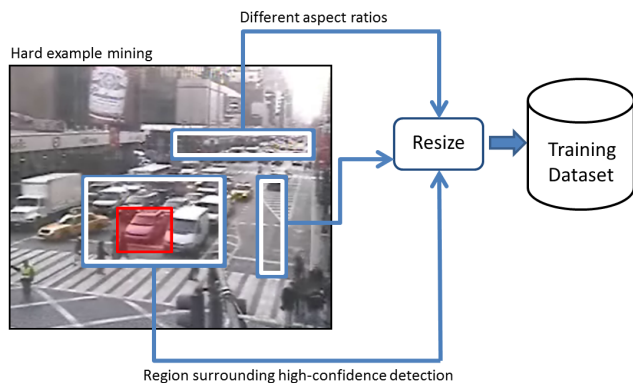 Different aspect ratios
Hard example mining
Resize
Training
Dataset
Region surrounding high-confidence detection